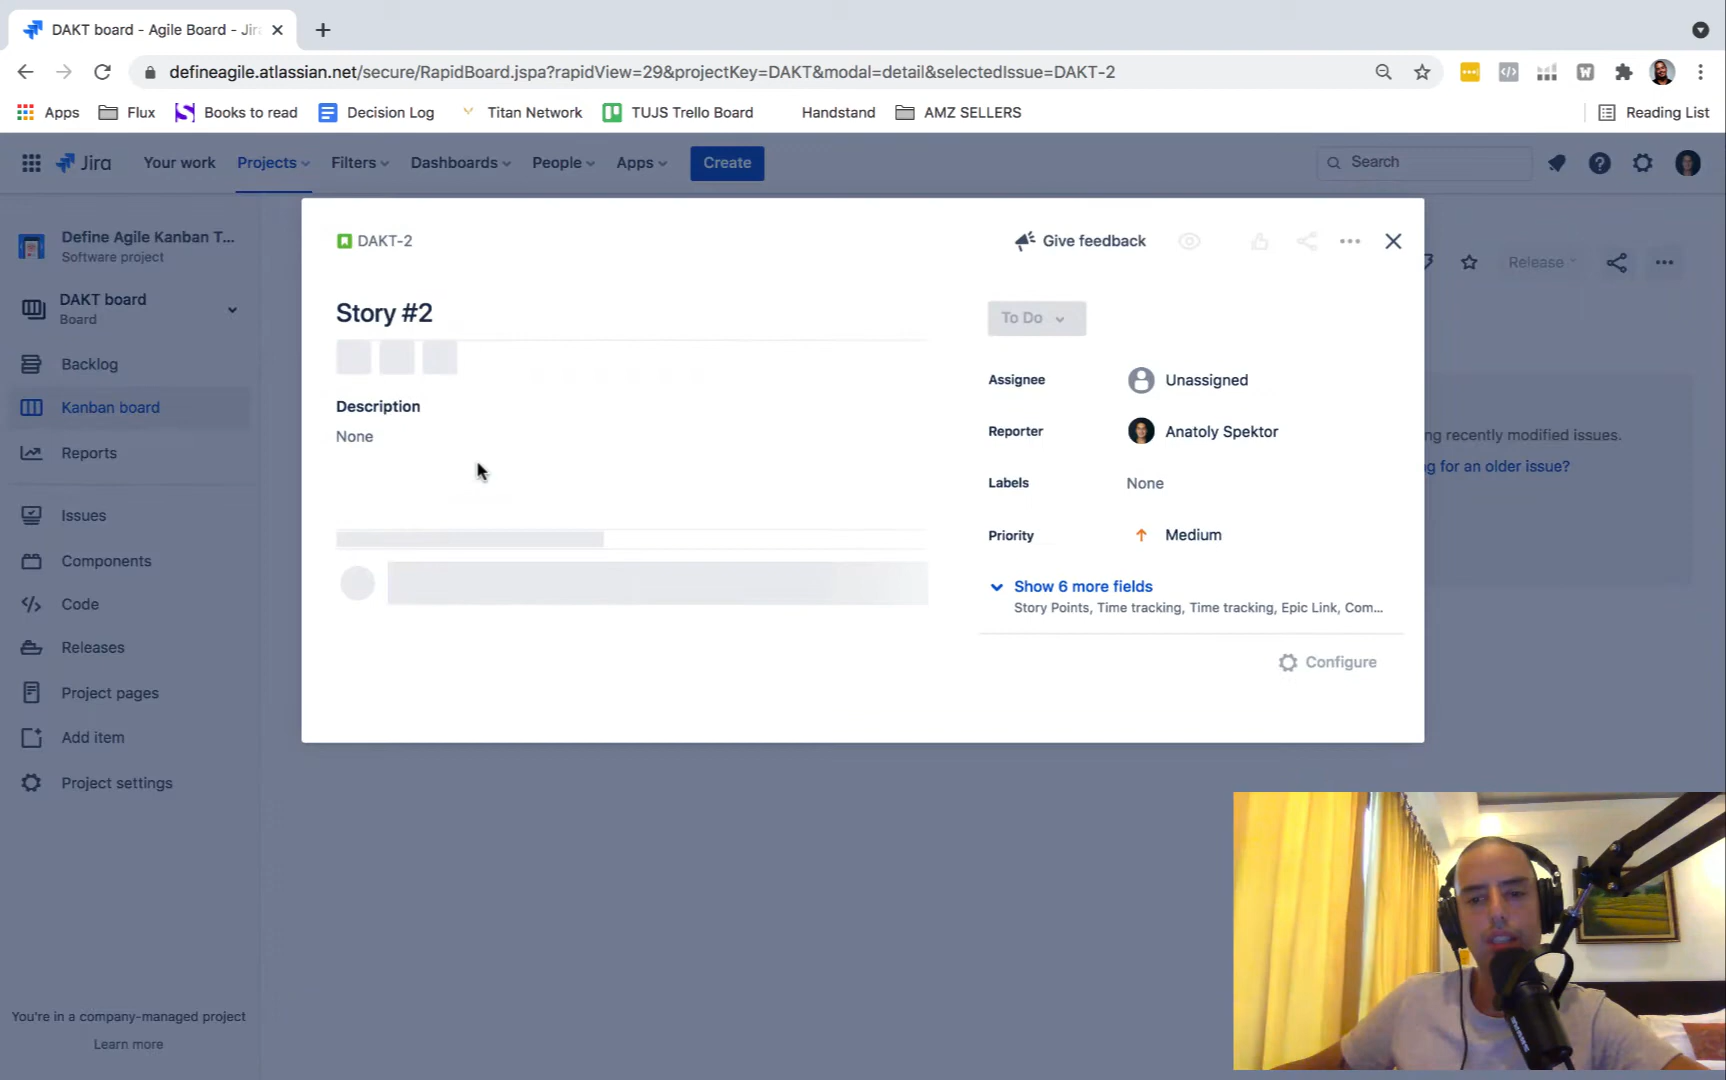 DAKT board - Agile Board - Jir
defineagile.atlassian.net/secure/RapidBoard.jspa?rapidView=29&projectKey=DAKT&modal=detail&selectedIssue=DAKT-2
Apps Flux Books to read Decision Log Titan Network TUJS Trello Board Handstand AMZ SELLERS Reading List
Jira Your work Projects Filters Dashboards People Apps Create Search
Define Agile Kanban T...
Software project
DAKT board
Board
Backlog
Kanban board
Reports
Issues
Components
Code
Releases
Project pages
Add item
Project settings
You're in a company-managed project
Learn more
DAKT-2
Give feedback
Story #2
Description
None
To Do
Assignee Unassigned
Reporter Anatoly Spektor
Labels None
Priority Medium
Show 6 more fields
Story Points, Time tracking, Time tracking, Epic Link, Com...
Configure
Release
ng recently modified issues.
g for an older issue?